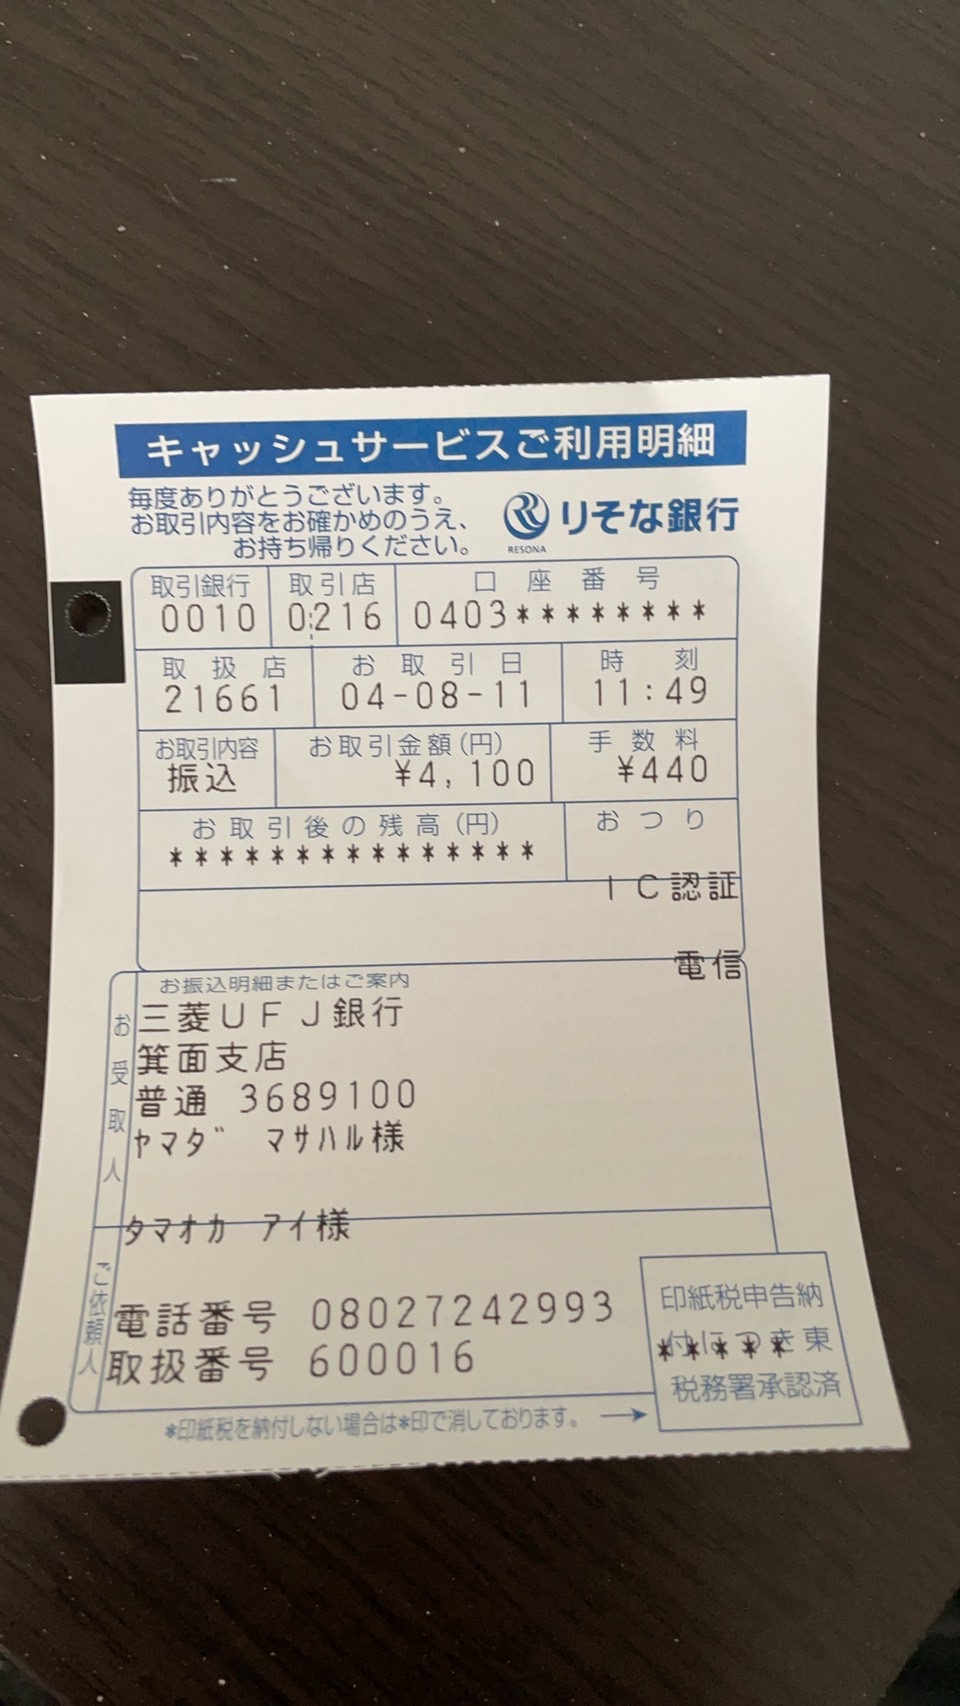 キャッシュサービスご利用明細
毎度ありがとうございます。
お取引内容をお確かめのうえ、
お持ち帰りください。
りそな銀行
RESONA
取引銀行 取引店 口座番号
0010 0216 0403********
取扱店 お取引日 時刻
21661 04-08-11 11:49
お取引内容 お取引金額(円) 手数料
振込 ¥4,100 ¥440
お取引後の残高(円) おつり
***************
IC認証
電信
お振込明細またはご案内
お受取人
三菱UFJ銀行
箕面支店
普通 3689100
ヤマダ マサハル様
タマオカ アイ様
ご依頼人
電話番号 08027242993
取扱番号 600016
印紙税申告納
付につき東
*****
税務署承認済
*印紙税を納付しない場合は*印で消しております。 →